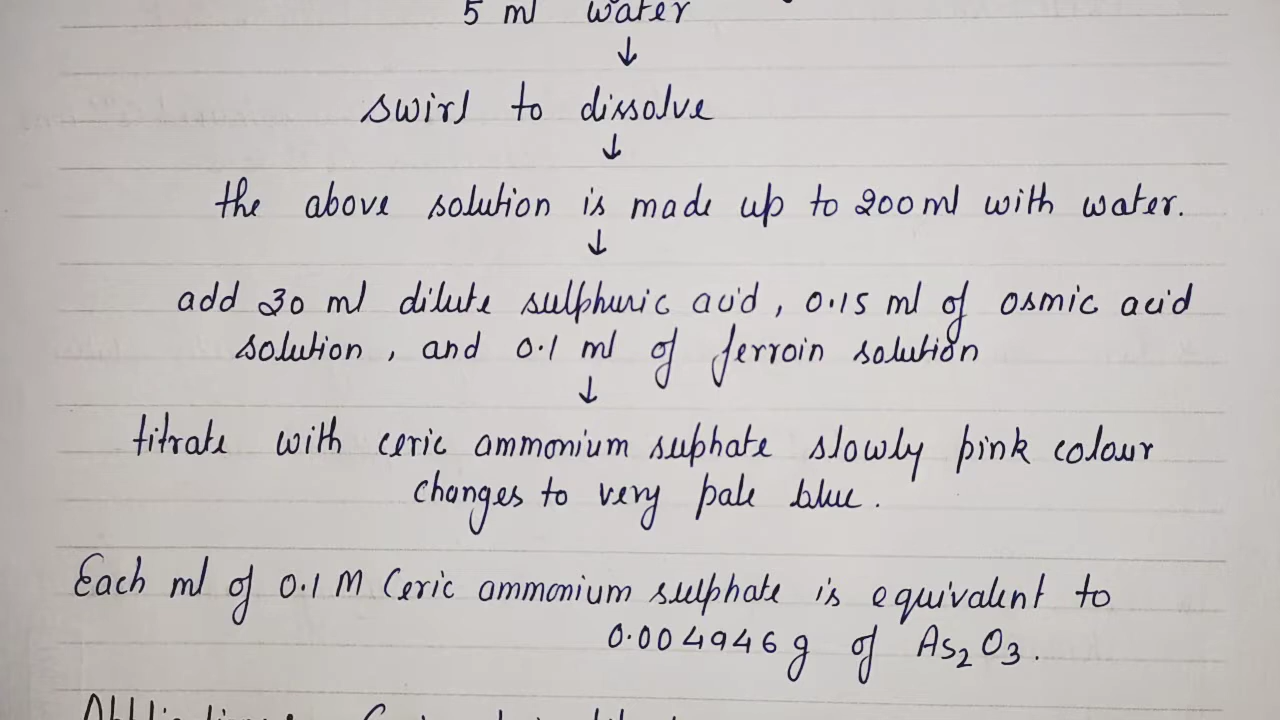 5 ml water
↓
swirl to dissolve
↓
the above solution is made up to 200 ml with water.
↓
add 30 ml dilute sulphuric acid, 0.15 ml of osmic acid
solution, and 0.1 ml of ferroin solution
↓
titrate with ceric ammonium suphate slowly pink colour
changes to very pale blue.
Each ml of 0.1 M Ceric ammonium sulphate is equivalent to
0.004946 g of As₂O₃.